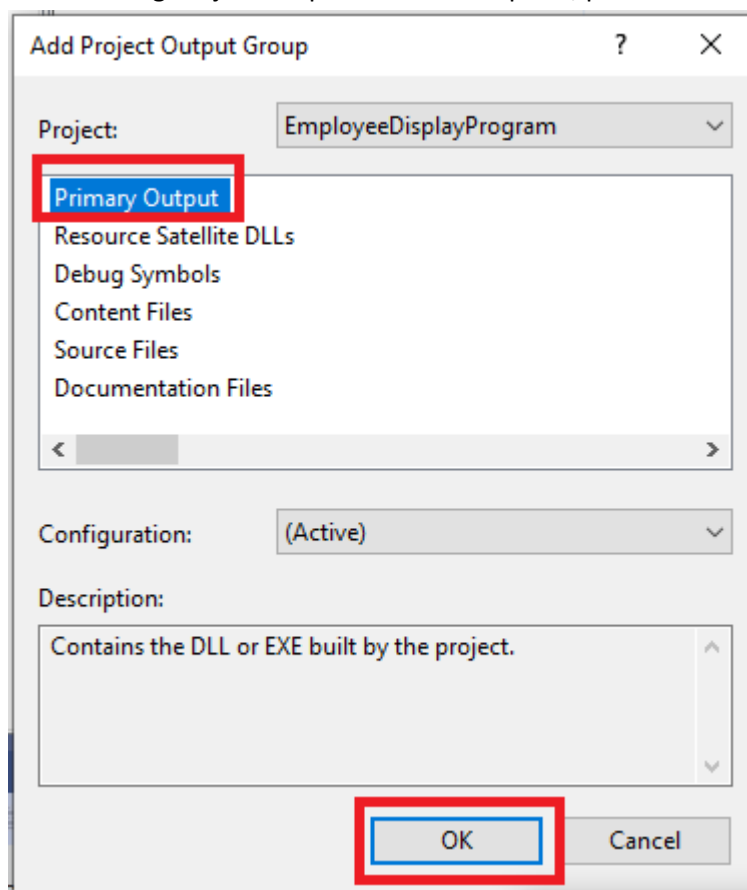 Add Project Output Group ? ×
Project: EmployeeDisplayProgram
Primary Output
Resource Satellite DLLs
Debug Symbols
Content Files
Source Files
Documentation Files
Configuration: (Active)
Description:
Contains the DLL or EXE built by the project.
OK Cancel